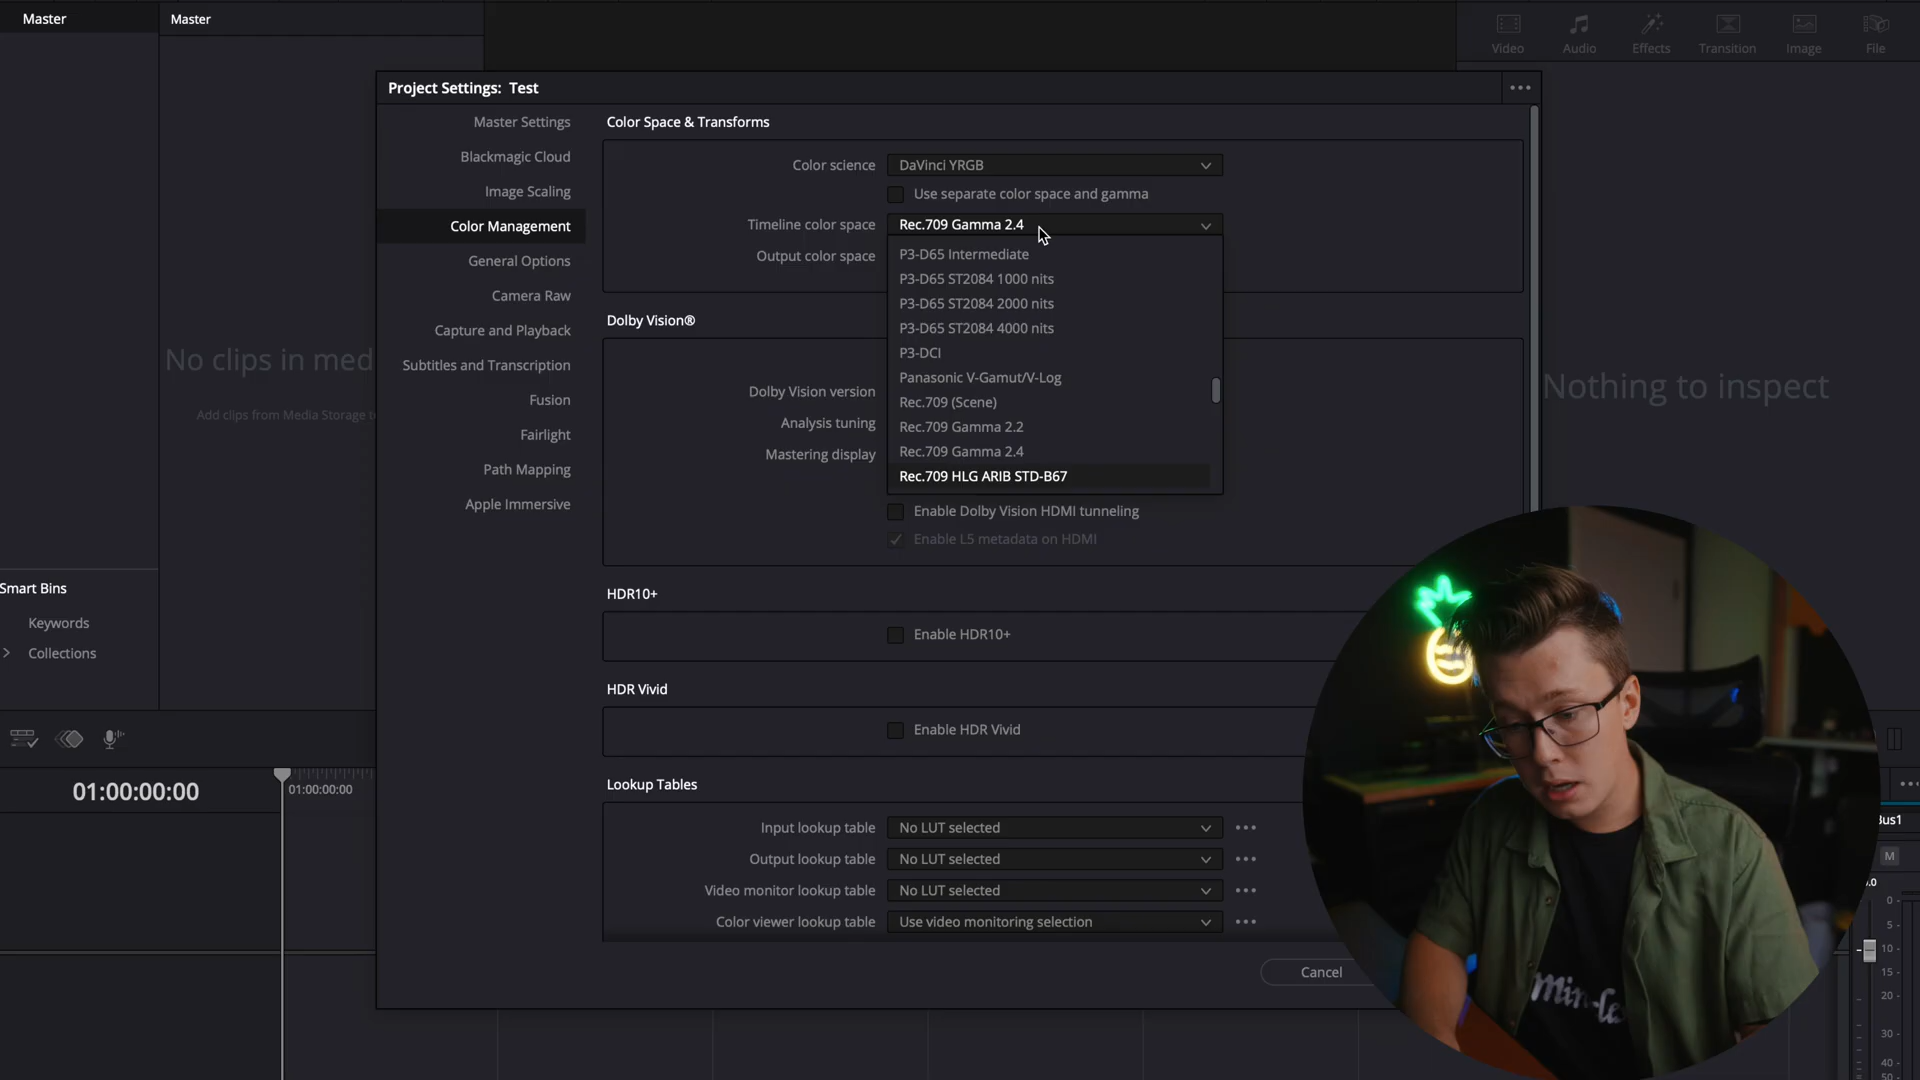 Master
Master
Video
Audio
Effects
Transition
Image
File
Project Settings: Test
Master Settings
Blackmagic Cloud
Image Scaling
Color Management
General Options
Camera Raw
Capture and Playback
Subtitles and Transcription
Fusion
Fairlight
Path Mapping
Apple Immersive
Color Space & Transforms
Color science
DaVinci YRGB
Use separate color space and gamma
Timeline color space
Rec.709 Gamma 2.4
Output color space
P3-D65 Intermediate
P3-D65 ST2084 1000 nits
P3-D65 ST2084 2000 nits
P3-D65 ST2084 4000 nits
P3-DCI
Panasonic V-Gamut/V-Log
Rec.709 (Scene)
Rec.709 Gamma 2.2
Rec.709 Gamma 2.4
Rec.709 HLG ARIB STD-B67
Dolby Vision®
Dolby Vision version
Analysis tuning
Mastering display
Enable Dolby Vision HDMI tunneling
Enable L5 metadata on HDMI
HDR10+
Enable HDR10+
HDR Vivid
Enable HDR Vivid
Lookup Tables
Input lookup table
No LUT selected
Output lookup table
No LUT selected
Video monitor lookup table
No LUT selected
Color viewer lookup table
Use video monitoring selection
Cancel
No clips in med
Add clips from Media Storage t
Nothing to inspect
Smart Bins
Keywords
Collections
01:00:00:00
01:00:00:00
Bus1
M
0
5
10
15
20
30
40
50